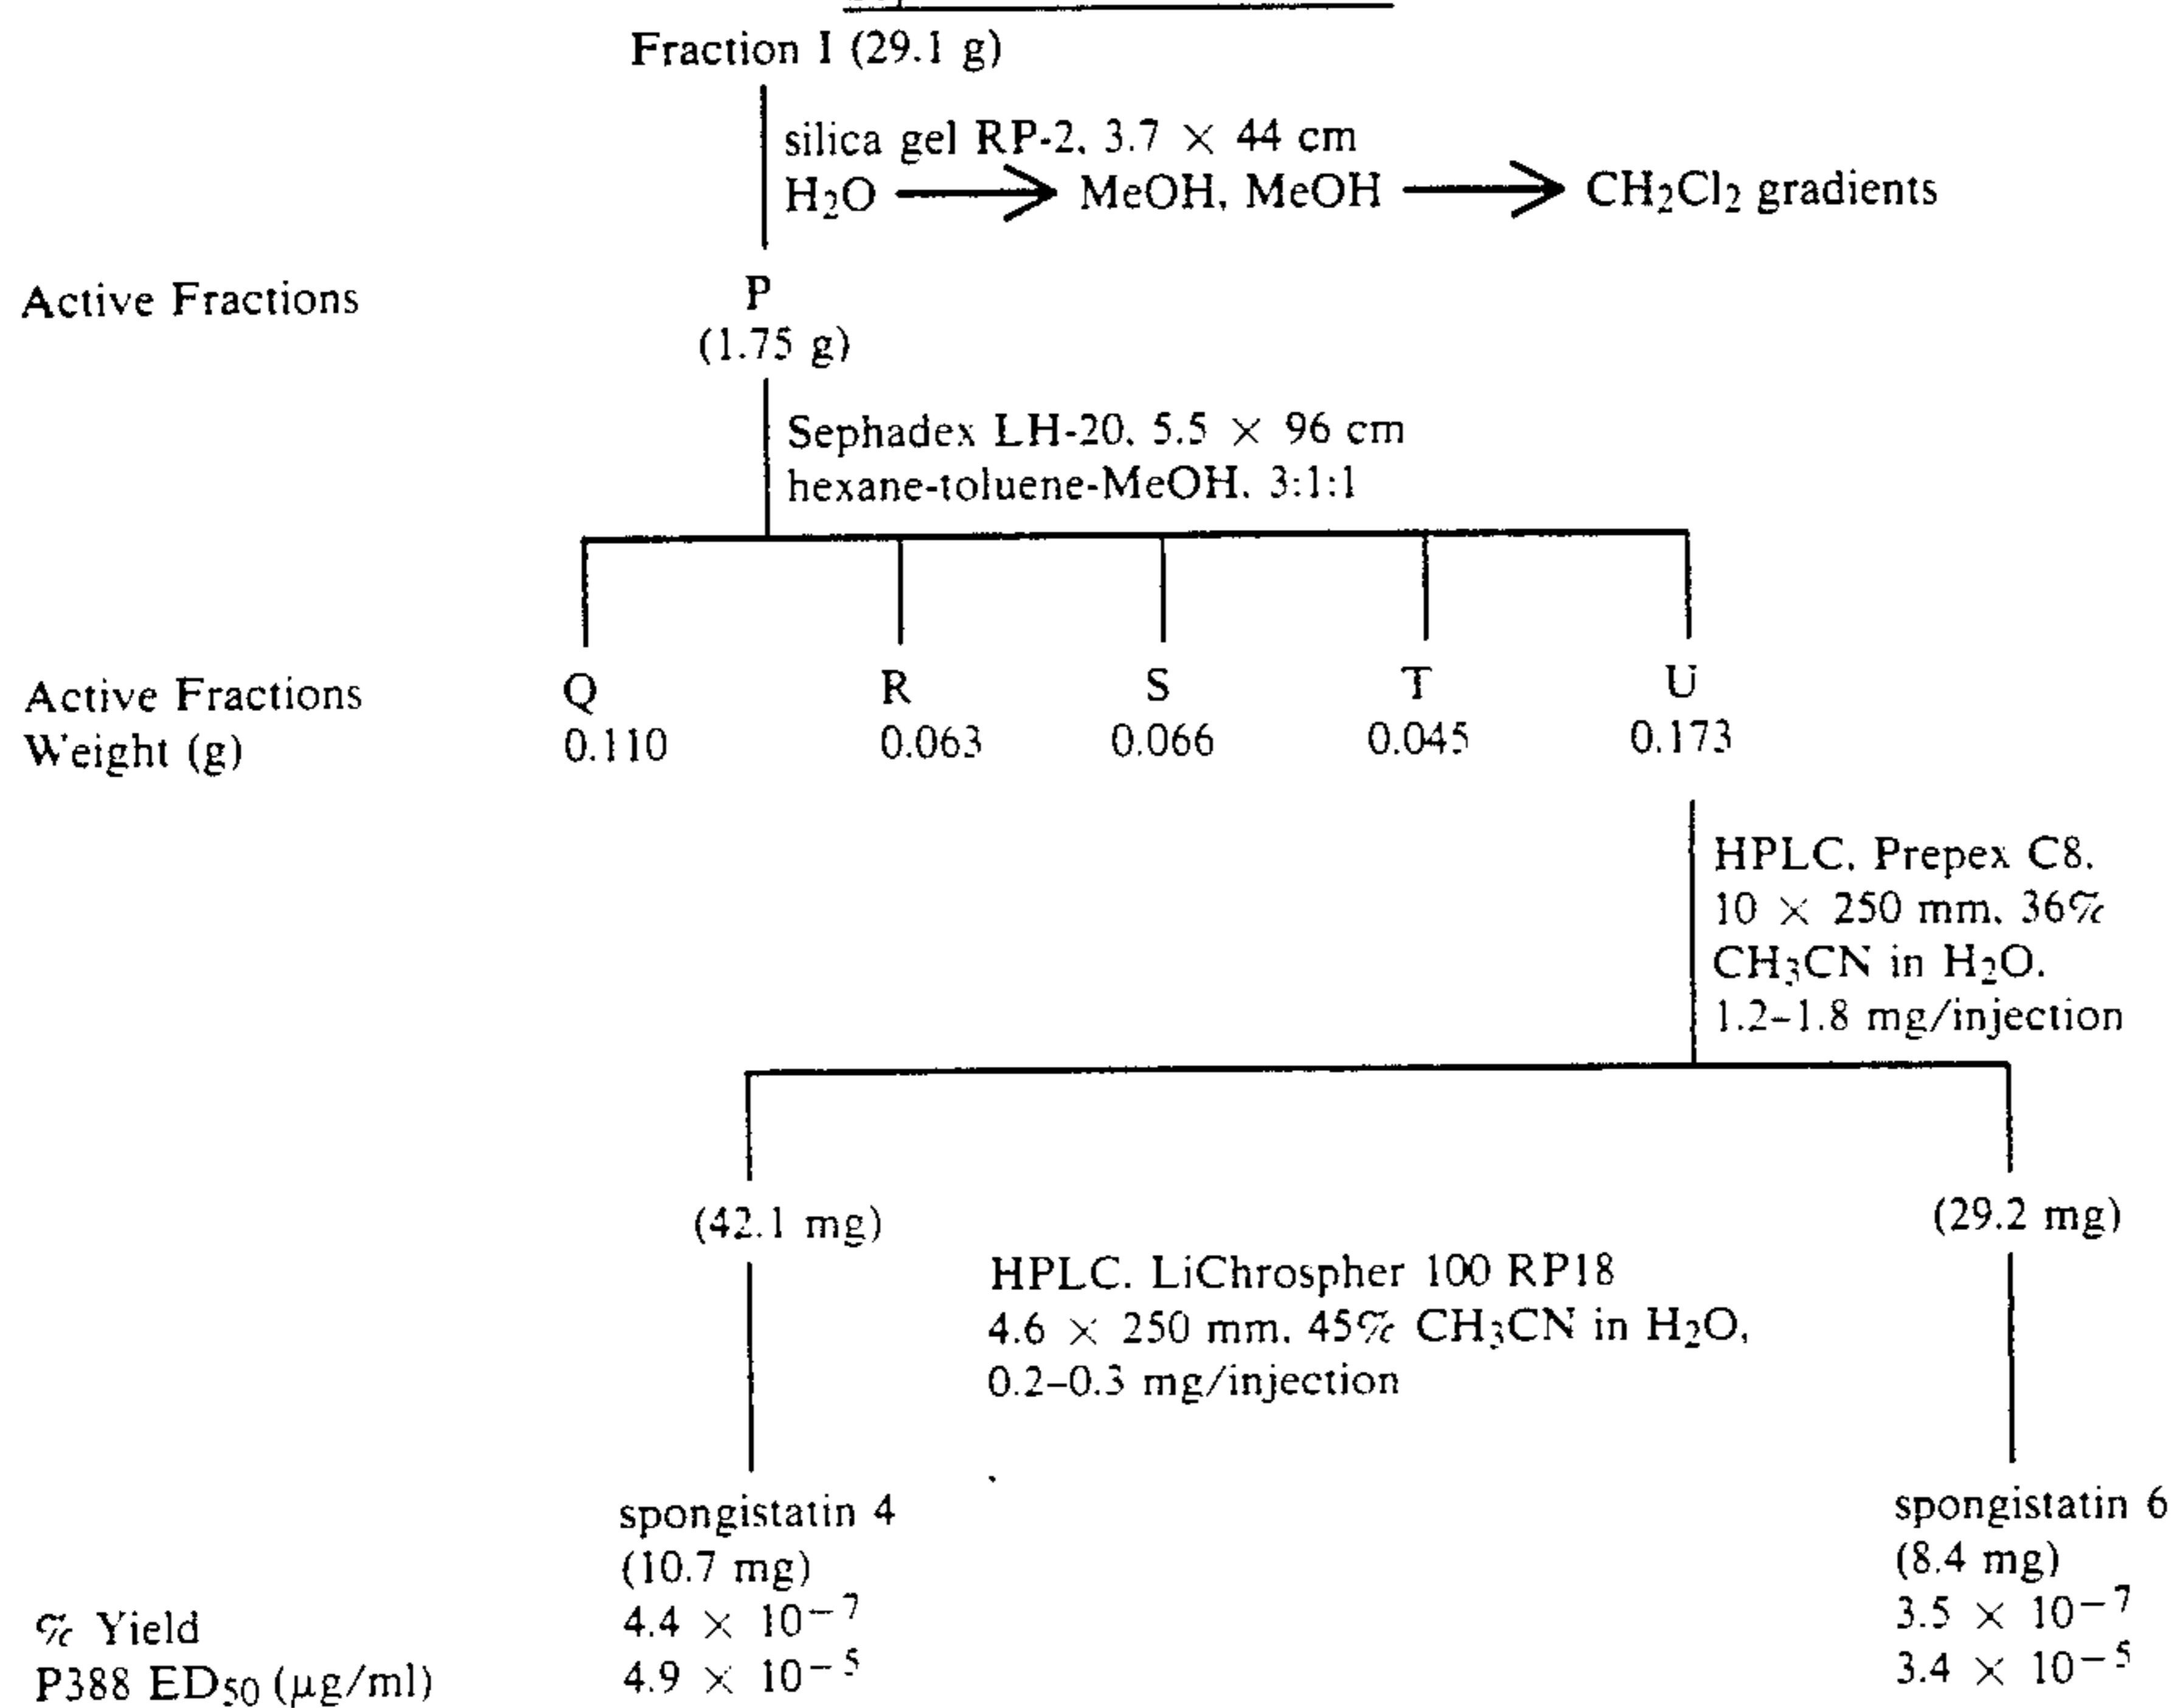 Fraction I (29.1 g)
silica gel RP-2, 3.7 × 44 cm
H₂O → MeOH, MeOH → CH₂Cl₂ gradients
Active Fractions
P
(1.75 g)
Sephadex LH-20, 5.5 × 96 cm
hexane-toluene-MeOH, 3:1:1
Active Fractions Q R S T U
Weight (g) 0.110 0.063 0.066 0.045 0.173
HPLC, Prepex C8,
10 × 250 mm, 36%
CH₃CN in H₂O.
1.2–1.8 mg/injection
(42.1 mg) (29.2 mg)
HPLC. LiChrospher 100 RP18
4.6 × 250 mm, 45% CH₃CN in H₂O,
0.2–0.3 mg/injection
spongistatin 4 spongistatin 6
(10.7 mg) (8.4 mg)
% Yield 4.4 × 10⁻⁷ 3.5 × 10⁻⁷
P388 ED₅₀ (μg/ml) 4.9 × 10⁻⁵ 3.4 × 10⁻⁵